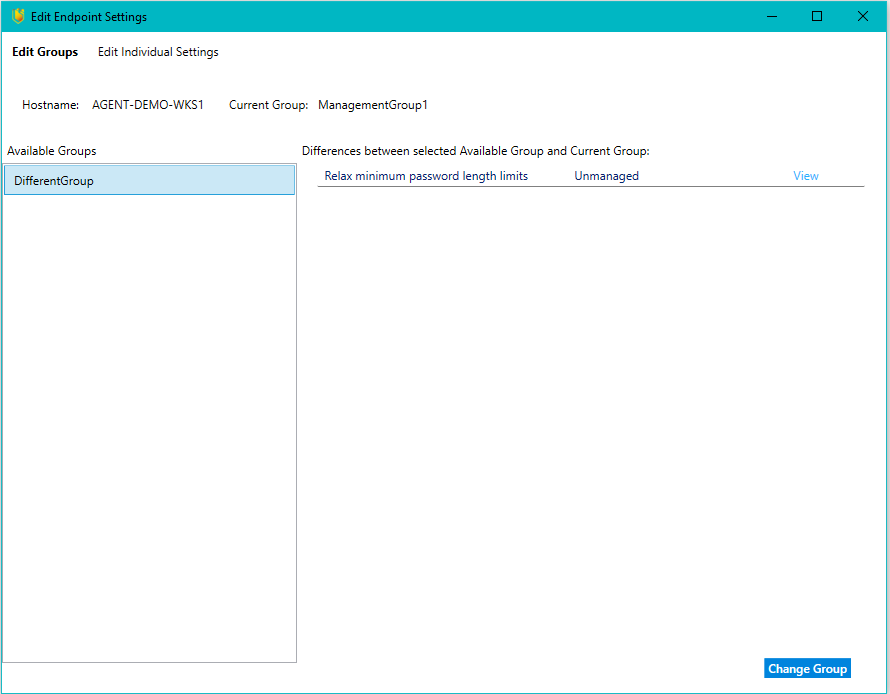 Edit Endpoint Settings
Edit Groups Edit Individual Settings
Hostname: AGENT-DEMO-WKS1 Current Group: ManagementGroup1
Available Groups Differences between selected Available Group and Current Group:
DifferentGroup Relax minimum password length limits Unmanaged View
Change Group